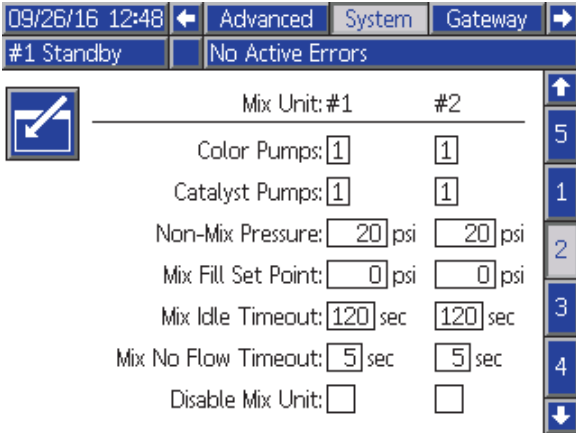 09/26/16 12:48 Advanced System Gateway
#1 Standby No Active Errors
Mix Unit: #1 #2
5
Color Pumps: 1 1
Catalyst Pumps: 1 1
1
Non-Mix Pressure: 20 psi 20 psi
2
Mix Fill Set Point: 0 psi 0 psi
Mix Idle Timeout: 120 sec 120 sec
3
Mix No Flow Timeout: 5 sec 5 sec
4
Disable Mix Unit: